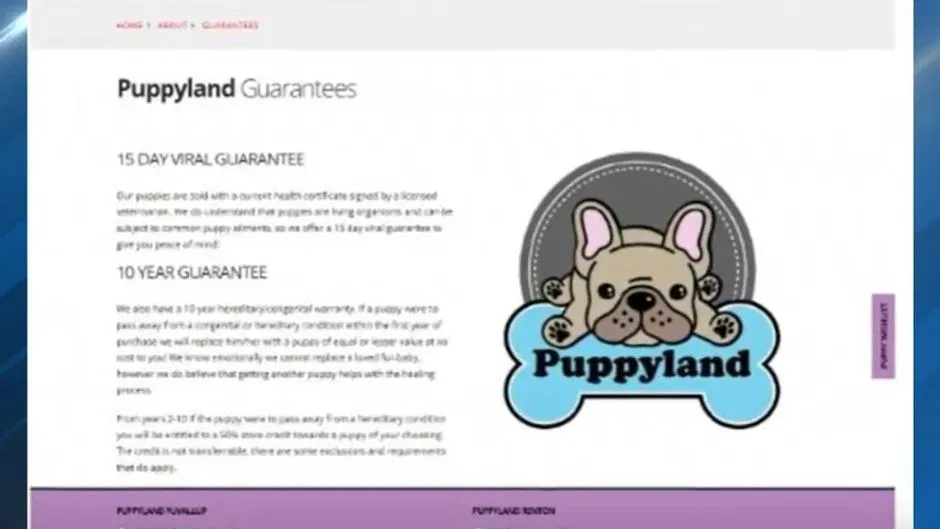 HOME > ABOUT > GUARANTEES
Puppyland Guarantees
15 DAY VIRAL GUARANTEE
Our puppies are sold with a current health certificate signed by a licensed
veterinarian. We do understand that puppies are living organisms and can be
subject to common puppy ailments, so we offer a 15 day viral guarantee to
give you peace of mind!
10 YEAR GUARANTEE
We also have a 10 year hereditary/congenital warranty. If a puppy were to
pass away from a congenital or hereditary condition within the first year of
purchase we will replace him/her with a puppy of equal or lesser value at no
cost to you! We know emotionally we cannot replace a loved fur-baby,
however we do believe that getting another puppy helps with the healing
process.
From years 2-10 if the puppy were to pass away from a hereditary condition
you will be entitled to a 50% store credit towards a puppy of your choosing.
The credit is not transferrable, there are some exclusions and requirements
that do apply.
Puppyland
PUPPYLAND PUYALLUP
PUPPYLAND RENTON